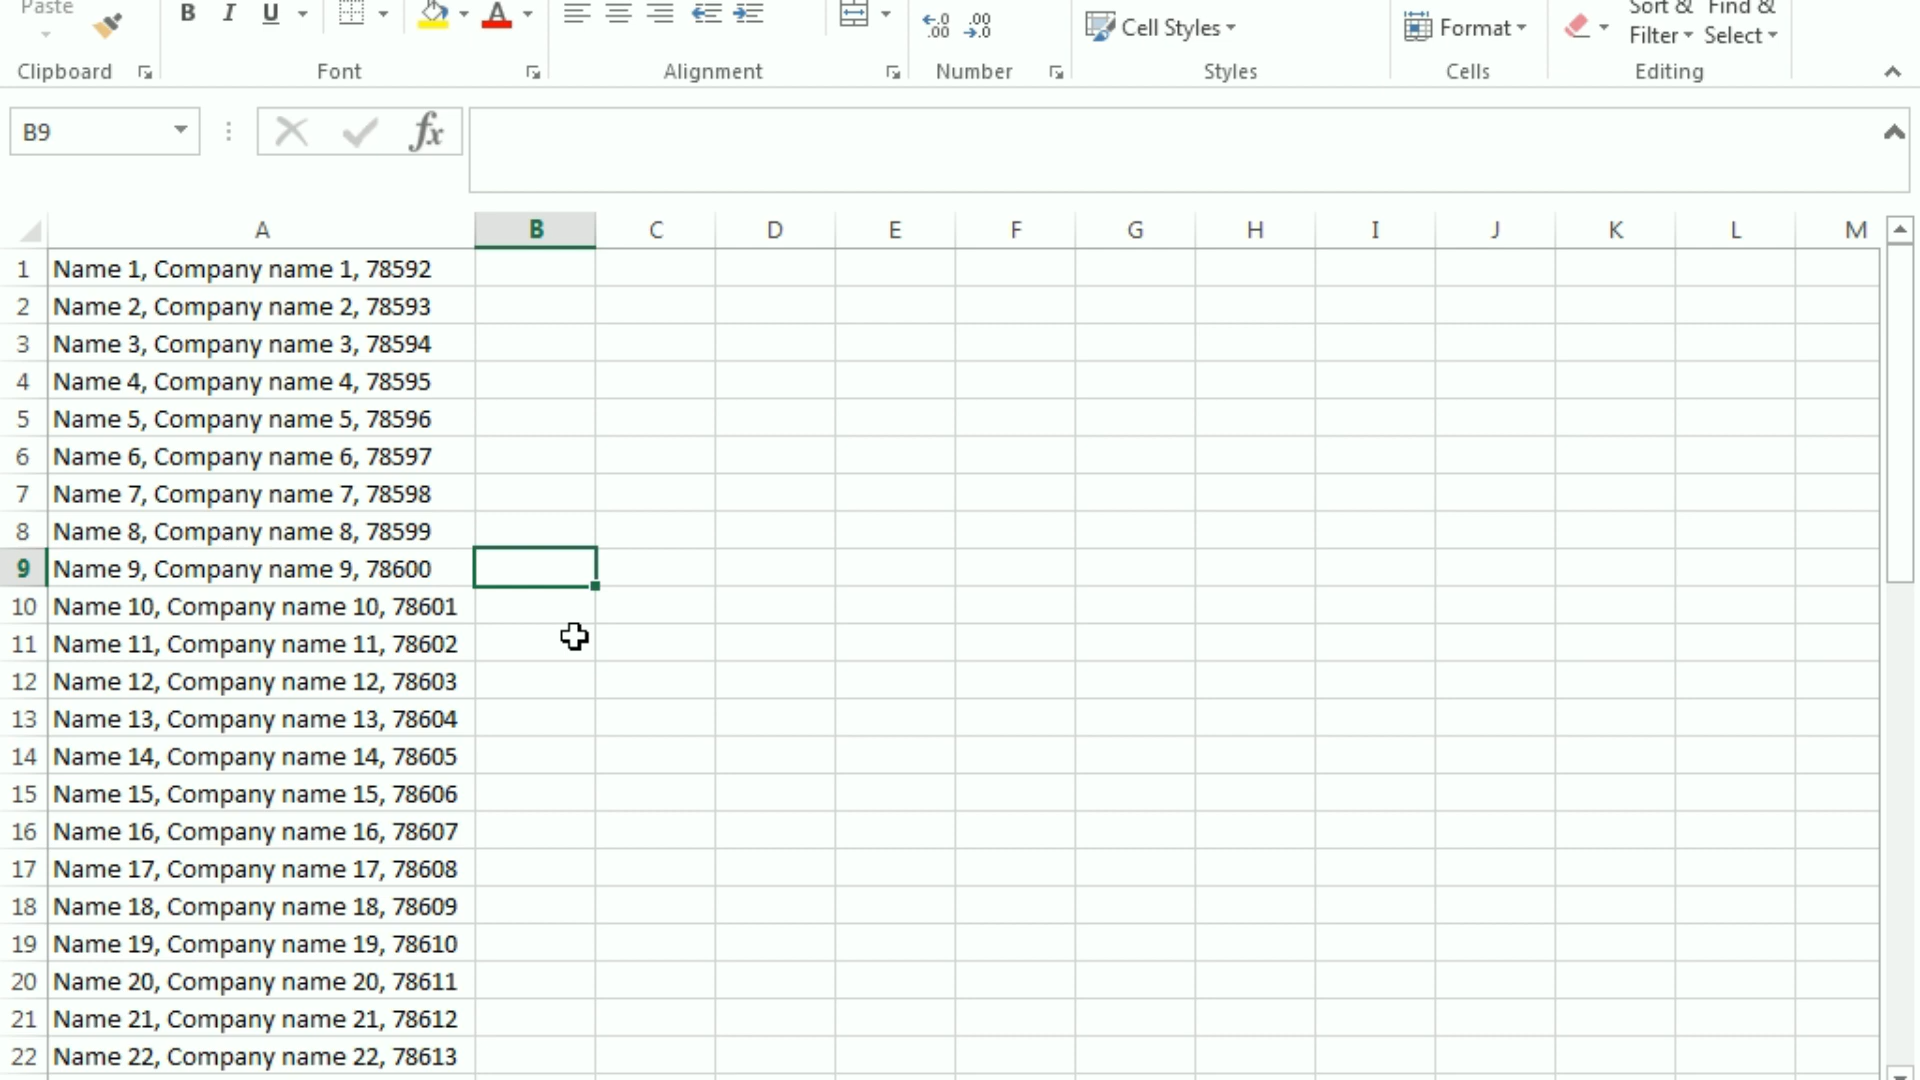 Paste
B I U A
.0 .00
.00 .0
Cell Styles
Format
Sort & Find &
Filter Select
Clipboard Font Alignment Number Styles Cells Editing
B9 fx
A B C D E F G H I J K L M
1 Name 1, Company name 1, 78592
2 Name 2, Company name 2, 78593
3 Name 3, Company name 3, 78594
4 Name 4, Company name 4, 78595
5 Name 5, Company name 5, 78596
6 Name 6, Company name 6, 78597
7 Name 7, Company name 7, 78598
8 Name 8, Company name 8, 78599
9 Name 9, Company name 9, 78600
10 Name 10, Company name 10, 78601
11 Name 11, Company name 11, 78602
12 Name 12, Company name 12, 78603
13 Name 13, Company name 13, 78604
14 Name 14, Company name 14, 78605
15 Name 15, Company name 15, 78606
16 Name 16, Company name 16, 78607
17 Name 17, Company name 17, 78608
18 Name 18, Company name 18, 78609
19 Name 19, Company name 19, 78610
20 Name 20, Company name 20, 78611
21 Name 21, Company name 21, 78612
22 Name 22, Company name 22, 78613